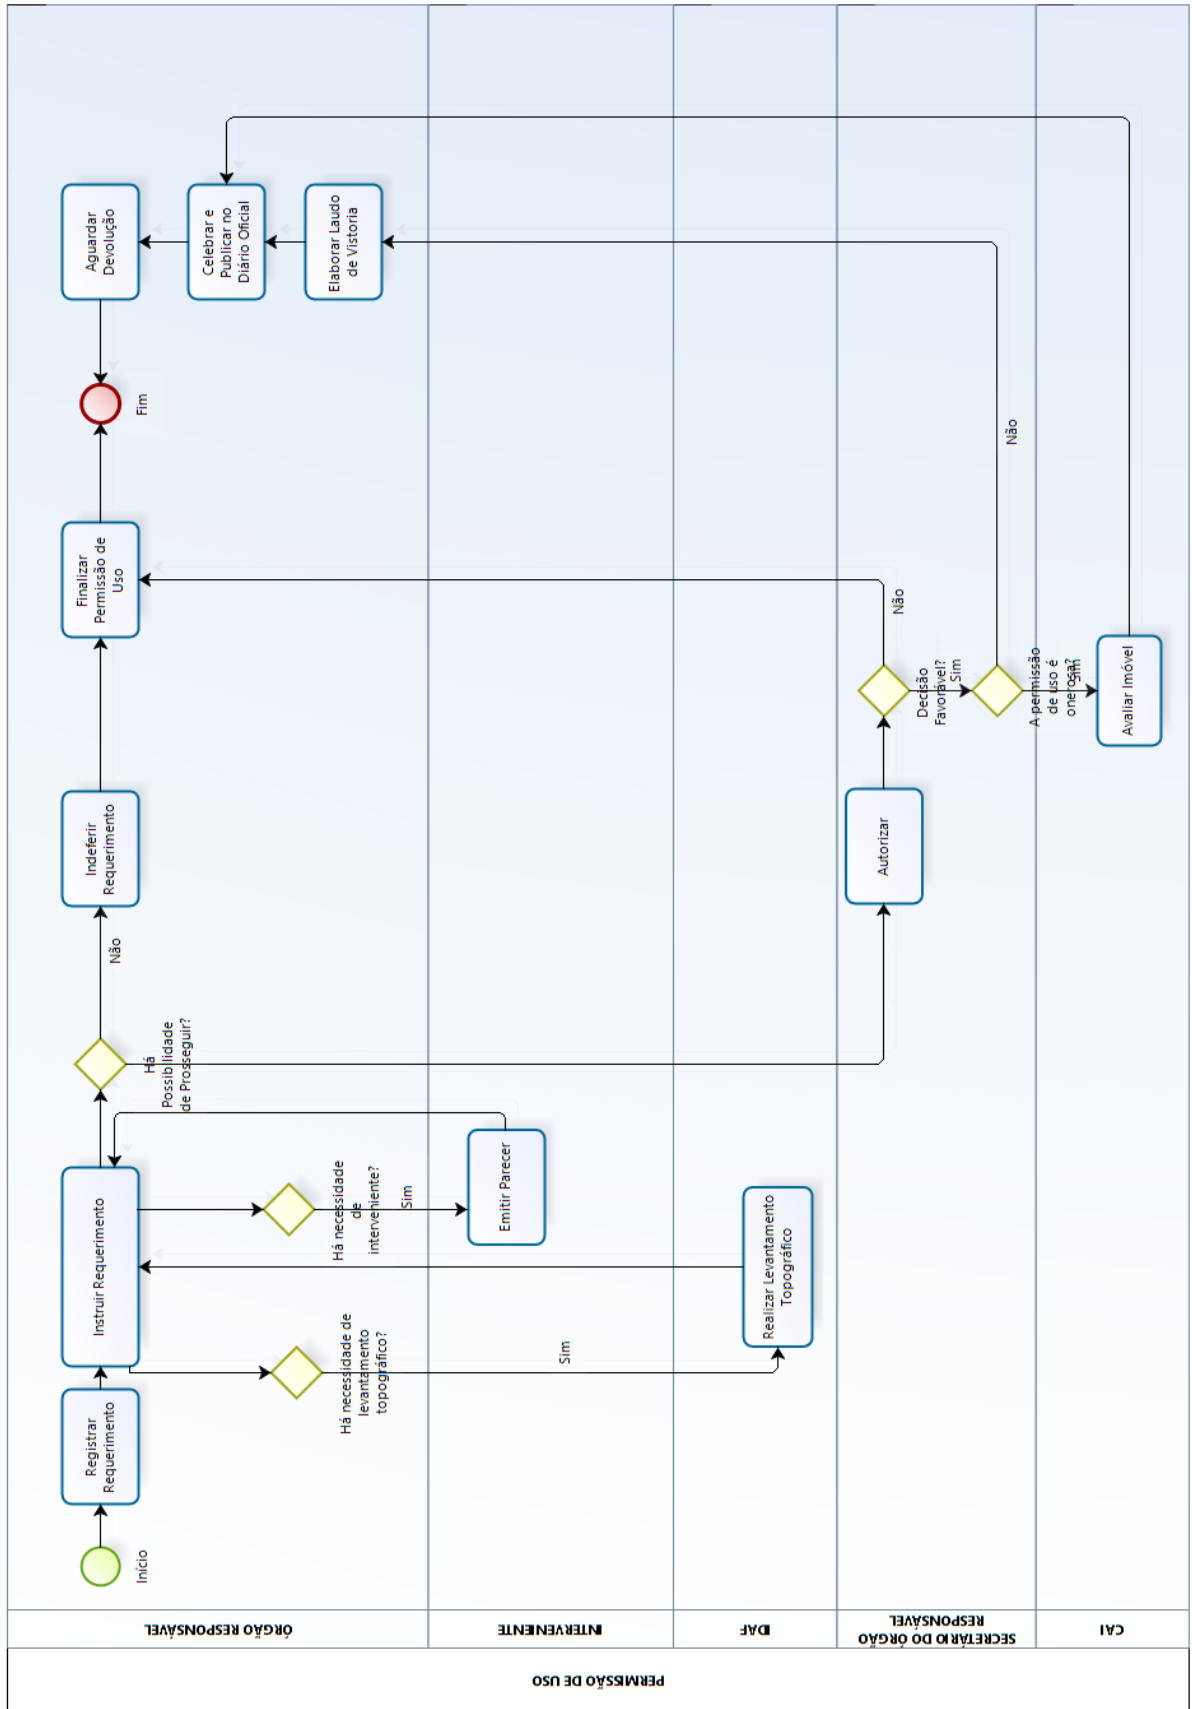 PERMISSÃO DE USO
ÓRGÃO RESPONSÁVEL
Início
Registrar
Requerimento
Instruir Requerimento
Há necessidade de
levantamento
topográfico?
Sim
Há necessidade
de
interveniente?
Sim
Há
Possibilidade
de Prosseguir?
Não
Indeferir
Requerimento
Finalizar
Permissão de
Uso
Fim
Aguardar
Devolução
Celebrar e
Publicar no
Diário Oficial
Elaborar Laudo
de Vistoria
INTERVENIENTE
Emitir Parecer
IDAF
Realizar Levantamento
Topográfico
SECRETÁRIO DO ÓRGÃO
RESPONSÁVEL
Autorizar
Decisão
Favorável?
Não
Sim
A permissão
de uso é
onerosa?
Não
Sim
CAI
Avaliar Imóvel